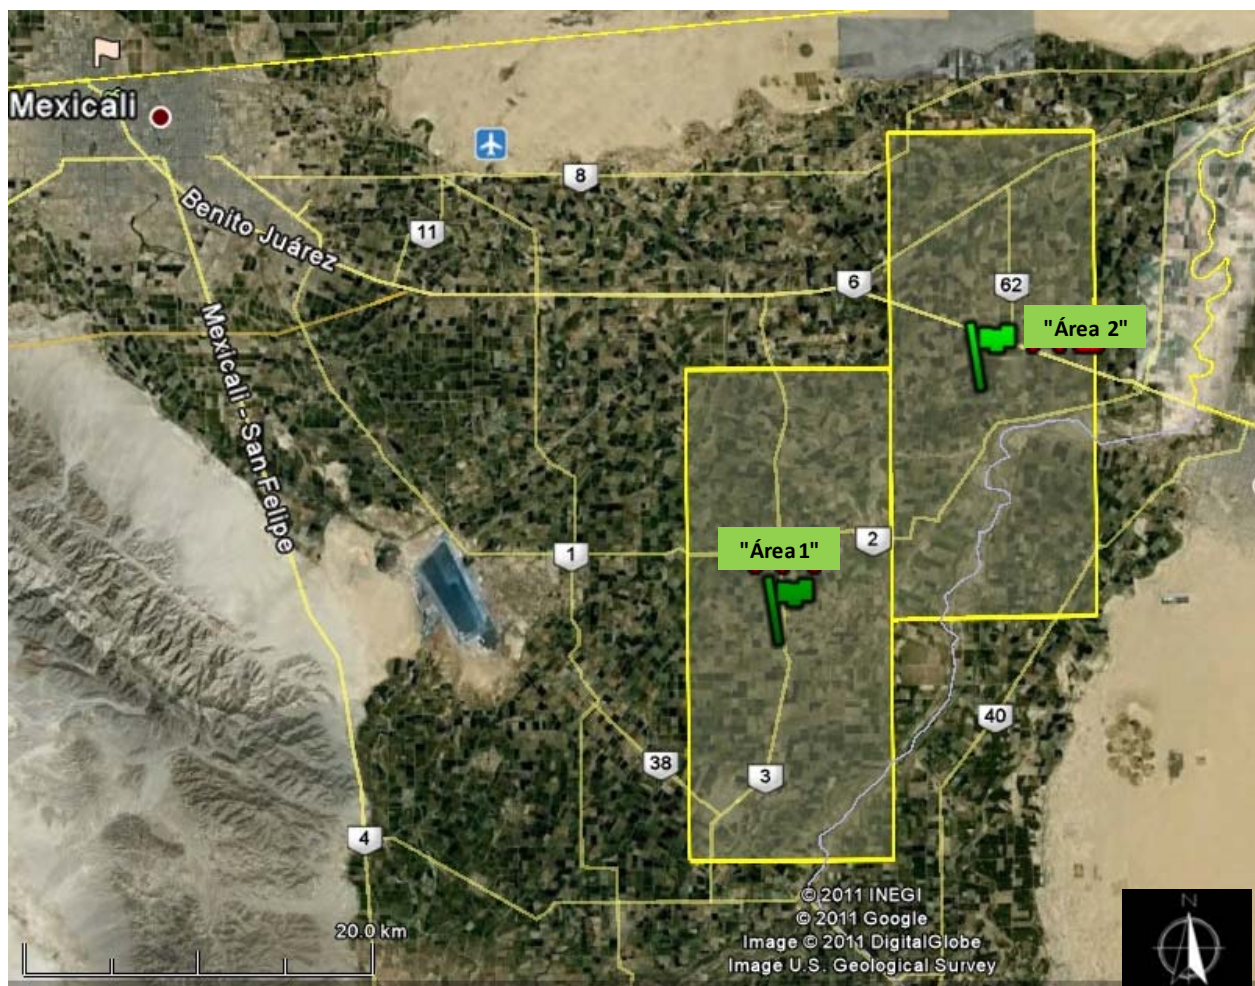 Mexicali
8
Benito Juárez
11
6
62
"Área 2"
Mexicali - San Felipe
"Área 1"
2
1
40
38
3
4
20.0 km
© 2011 INEGI
© 2011 Google
Image © 2011 DigitalGlobe
Image U.S. Geological Survey
N